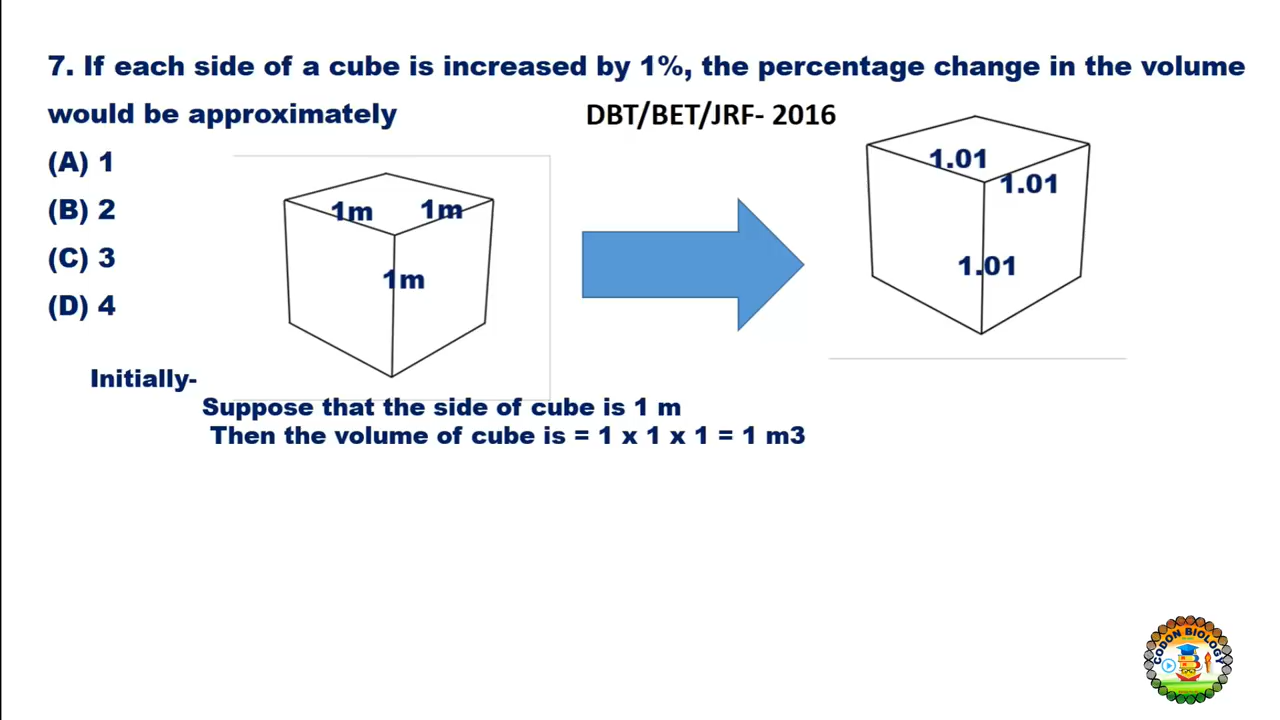 7. If each side of a cube is increased by 1%, the percentage change in the volume
would be approximately
DBT/BET/JRF- 2016
(A) 1
(B) 2
(C) 3
(D) 4
1m
1m
1m
1.01
1.01
1.01
Initially-
Suppose that the side of cube is 1 m
Then the volume of cube is = 1 x 1 x 1 = 1 m3
CODON BIOLOGY